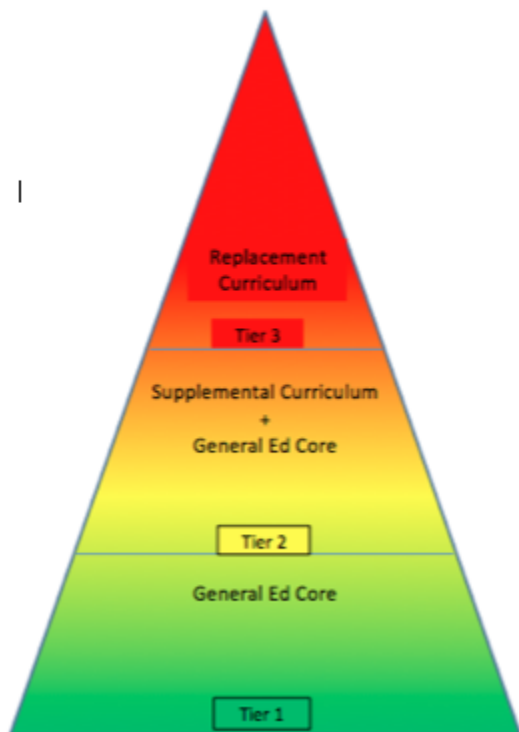 Replacement
Curriculum
Tier 3
Supplemental Curriculum
+
General Ed Core
Tier 2
General Ed Core
Tier 1